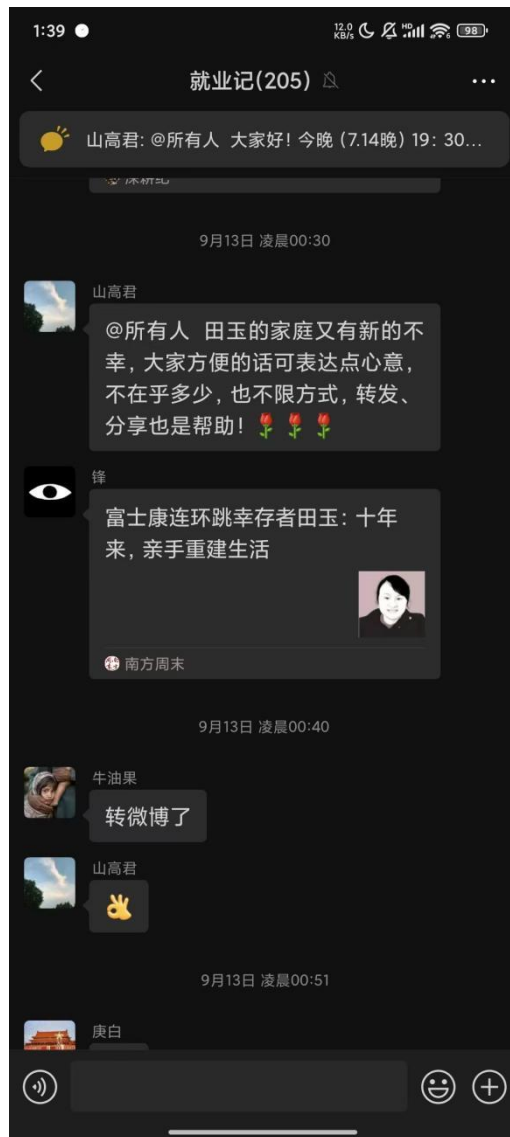 1:39
12.0
KB/s
HD
6
98
就业记(205)
山高君: @所有人 大家好! 今晚 (7.14晚) 19: 30...
深耕纪
9月13日 凌晨00:30
山高君
@所有人 田玉的家庭又有新的不
幸, 大家方便的话可表达点心意,
不在乎多少, 也不限方式, 转发、
分享也是帮助!
锋
富士康连环跳幸存者田玉: 十年
来, 亲手重建生活
南方周末
9月13日 凌晨00:40
牛油果
转微博了
山高君
9月13日 凌晨00:51
庚白